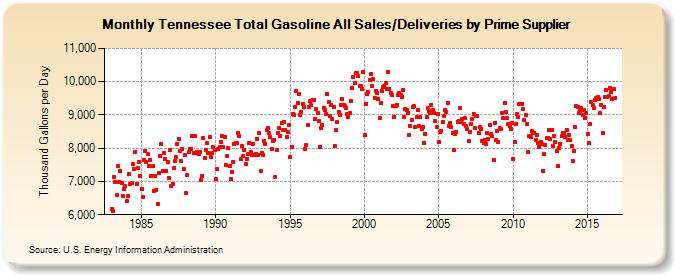 Monthly Tennessee Total Gasoline All Sales/Deliveries by Prime Supplier
Thousand Gallons per Day
11,000
10,000
9,000
8,000
7,000
6,000
1985 1990 1995 2000 2005 2010 2015
Source: U.S. Energy Information Administration